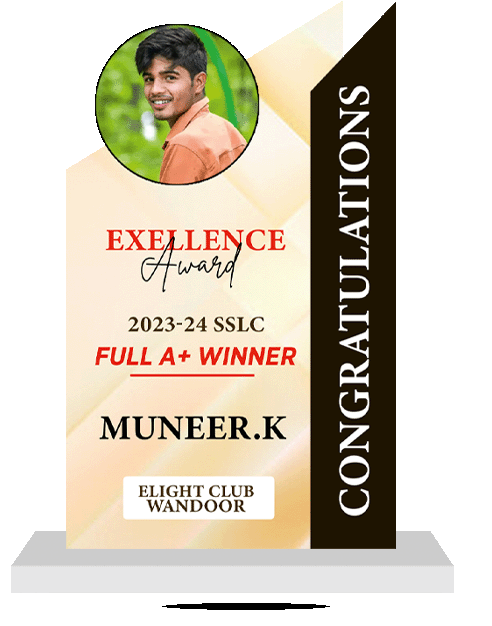 EXELLENCE
Award
2023-24 SSLC
FULL A+ WINNER
MUNEER.K
ELIGHT CLUB
WANDOOR
CONGRATULATIONS